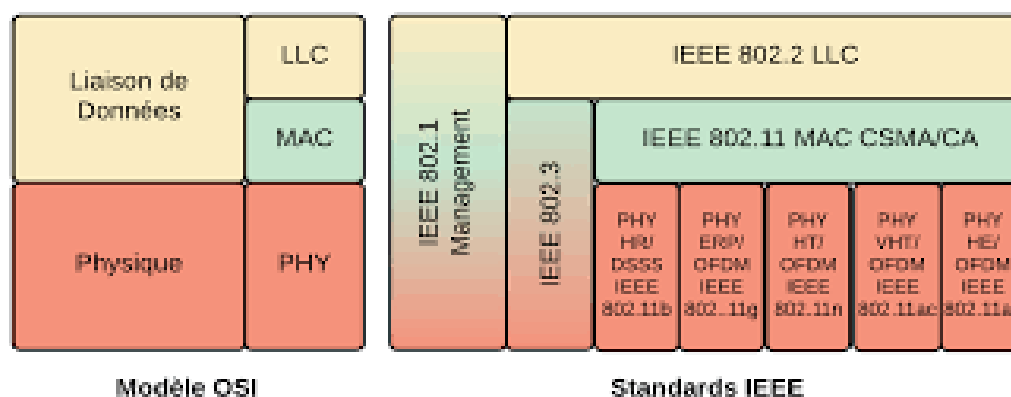 Liaison de
Données
LLC
MAC
Physique
PHY
Modèle OSI
IEEE 802.1
Management
IEEE 802.2 LLC
IEEE 802.3
IEEE 802.11 MAC CSMA/CA
PHY
HR/
DSSS
IEEE
802.11b
PHY
ERP/
OFDM
IEEE
802..11g
PHY
HT/
OFDM
IEEE
802.11n
PHY
VHT/
OFDM
IEEE
802.11ac
PHY
HE/
OFDM
IEEE
802.11a
Standards IEEE